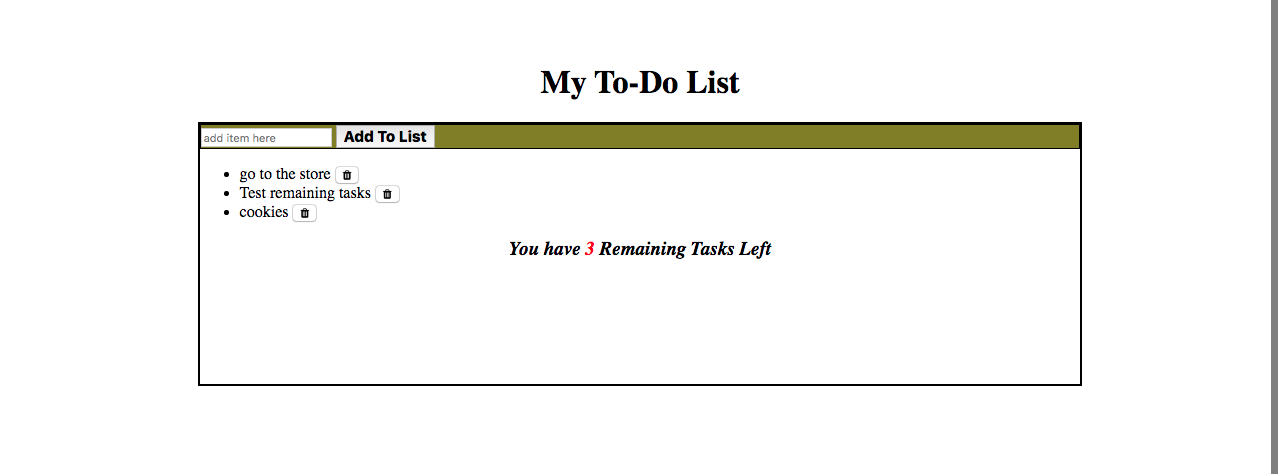 My To-Do List
add item here Add To List
go to the store
Test remaining tasks
cookies
You have 3 Remaining Tasks Left